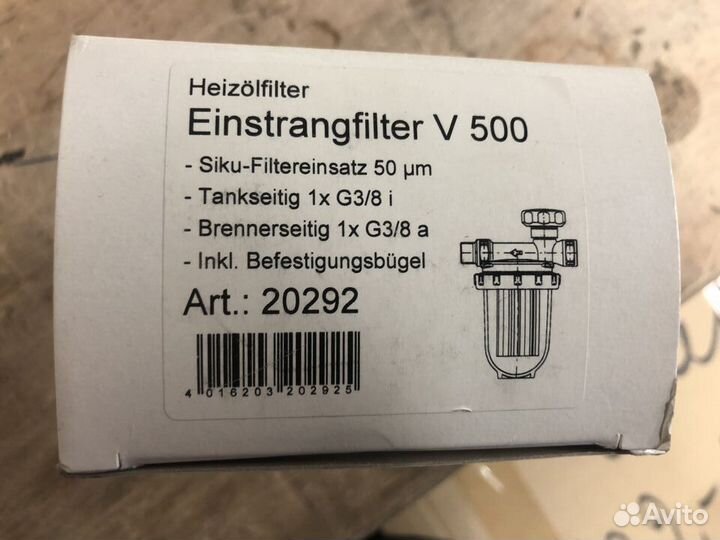 Heizölfilter
Einstrangfilter V 500
- Siku-Filtereinsatz 50 µm
- Tankseitig 1x G3/8 i
- Brennerseitig 1x G3/8 a
- Inkl. Befestigungsbügel
Art.: 20292
4 016203 202925
Avito